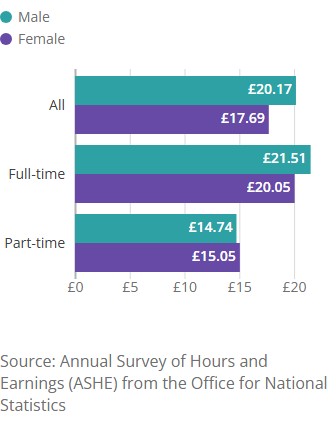 Male
Female
All
£20.17
£17.69
Full-time
£21.51
£20.05
Part-time
£14.74
£15.05
£0 £5 £10 £15 £20
Source: Annual Survey of Hours and
Earnings (ASHE) from the Office for National
Statistics